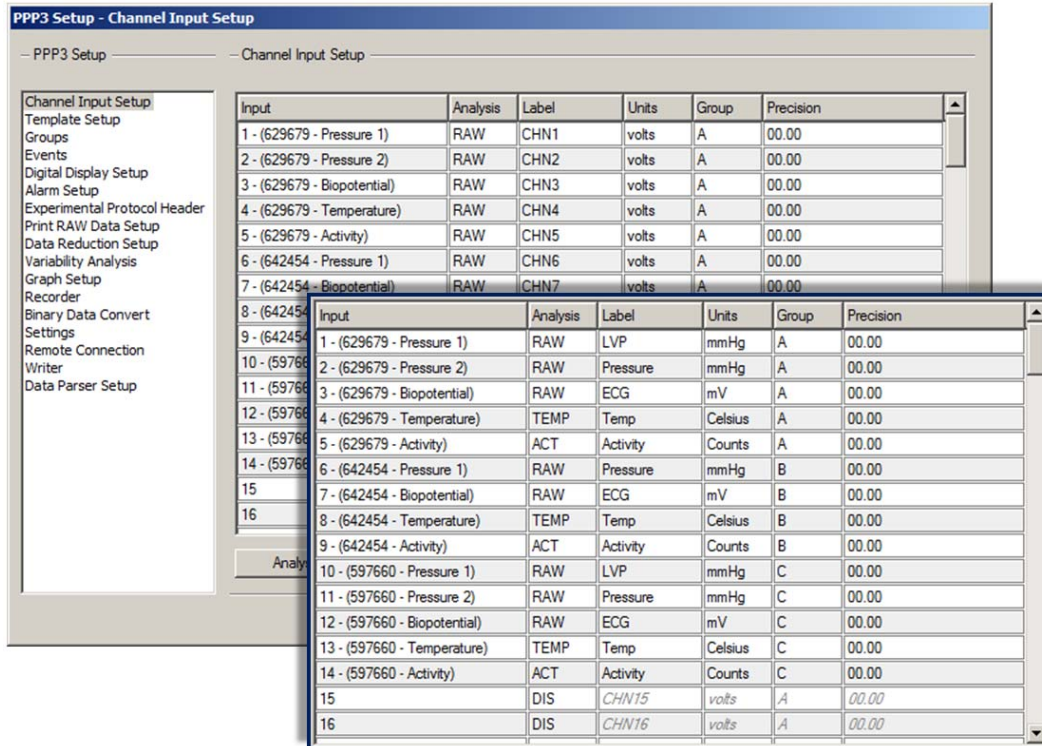 PPP3 Setup - Channel Input Setup
PPP3 Setup
Channel Input Setup
Channel Input Setup
Template Setup
Groups
Events
Digital Display Setup
Alarm Setup
Experimental Protocol Header
Print RAW Data Setup
Data Reduction Setup
Variability Analysis
Graph Setup
Recorder
Binary Data Convert
Settings
Remote Connection
Writer
Data Parser Setup
Input Analysis Label Units Group Precision
1 - (629679 - Pressure 1) RAW CHN1 volts A 00.00
2 - (629679 - Pressure 2) RAW CHN2 volts A 00.00
3 - (629679 - Biopotential) RAW CHN3 volts A 00.00
4 - (629679 - Temperature) RAW CHN4 volts A 00.00
5 - (629679 - Activity) RAW CHN5 volts A 00.00
6 - (642454 - Pressure 1) RAW CHN6 volts A 00.00
7 - (642454 - Biopotential) RAW CHN7 volts A 00.00
8 - (642454
9 - (642454
10 - (59766
11 - (59766
12 - (59766
13 - (59766
14 - (59766
15
16
Analys
Input Analysis Label Units Group Precision
1 - (629679 - Pressure 1) RAW LVP mmHg A 00.00
2 - (629679 - Pressure 2) RAW Pressure mmHg A 00.00
3 - (629679 - Biopotential) RAW ECG mV A 00.00
4 - (629679 - Temperature) TEMP Temp Celsius A 00.00
5 - (629679 - Activity) ACT Activity Counts A 00.00
6 - (642454 - Pressure 1) RAW Pressure mmHg B 00.00
7 - (642454 - Biopotential) RAW ECG mV B 00.00
8 - (642454 - Temperature) TEMP Temp Celsius B 00.00
9 - (642454 - Activity) ACT Activity Counts B 00.00
10 - (597660 - Pressure 1) RAW LVP mmHg C 00.00
11 - (597660 - Pressure 2) RAW Pressure mmHg C 00.00
12 - (597660 - Biopotential) RAW ECG mV C 00.00
13 - (597660 - Temperature) TEMP Temp Celsius C 00.00
14 - (597660 - Activity) ACT Activity Counts C 00.00
15 DIS CHN15 volts A 00.00
16 DIS CHN16 volts A 00.00